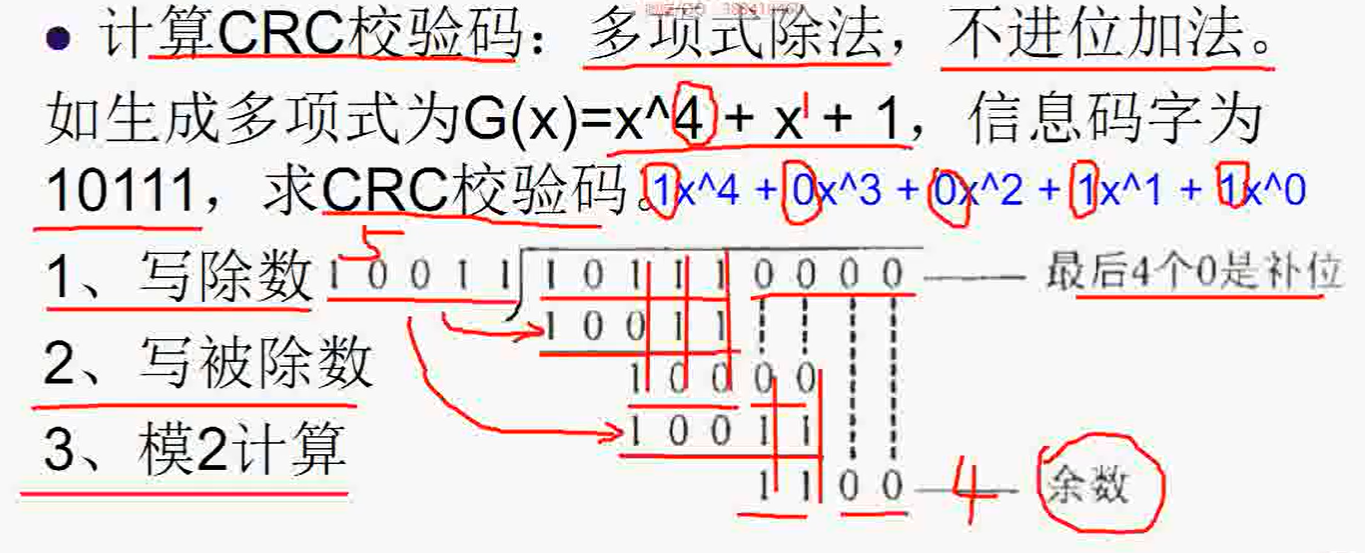 ● 计算CRC校验码：多项式除法，不进位加法。
如生成多项式为G(x)=x^4 + x^1 + 1，信息码字为
10111，求CRC校验码。1x^4 + 0x^3 + 0x^2 + 1x^1 + 1x^0
5
1、写除数 1 0 0 1 1 1 0 1 1 1 0 0 0 0 最后4个0是补位
1 0 0 1 1
2、写被除数
1 0 0 0 0
3、模2计算 1 0 0 1 1
1 1 0 0 4 余数